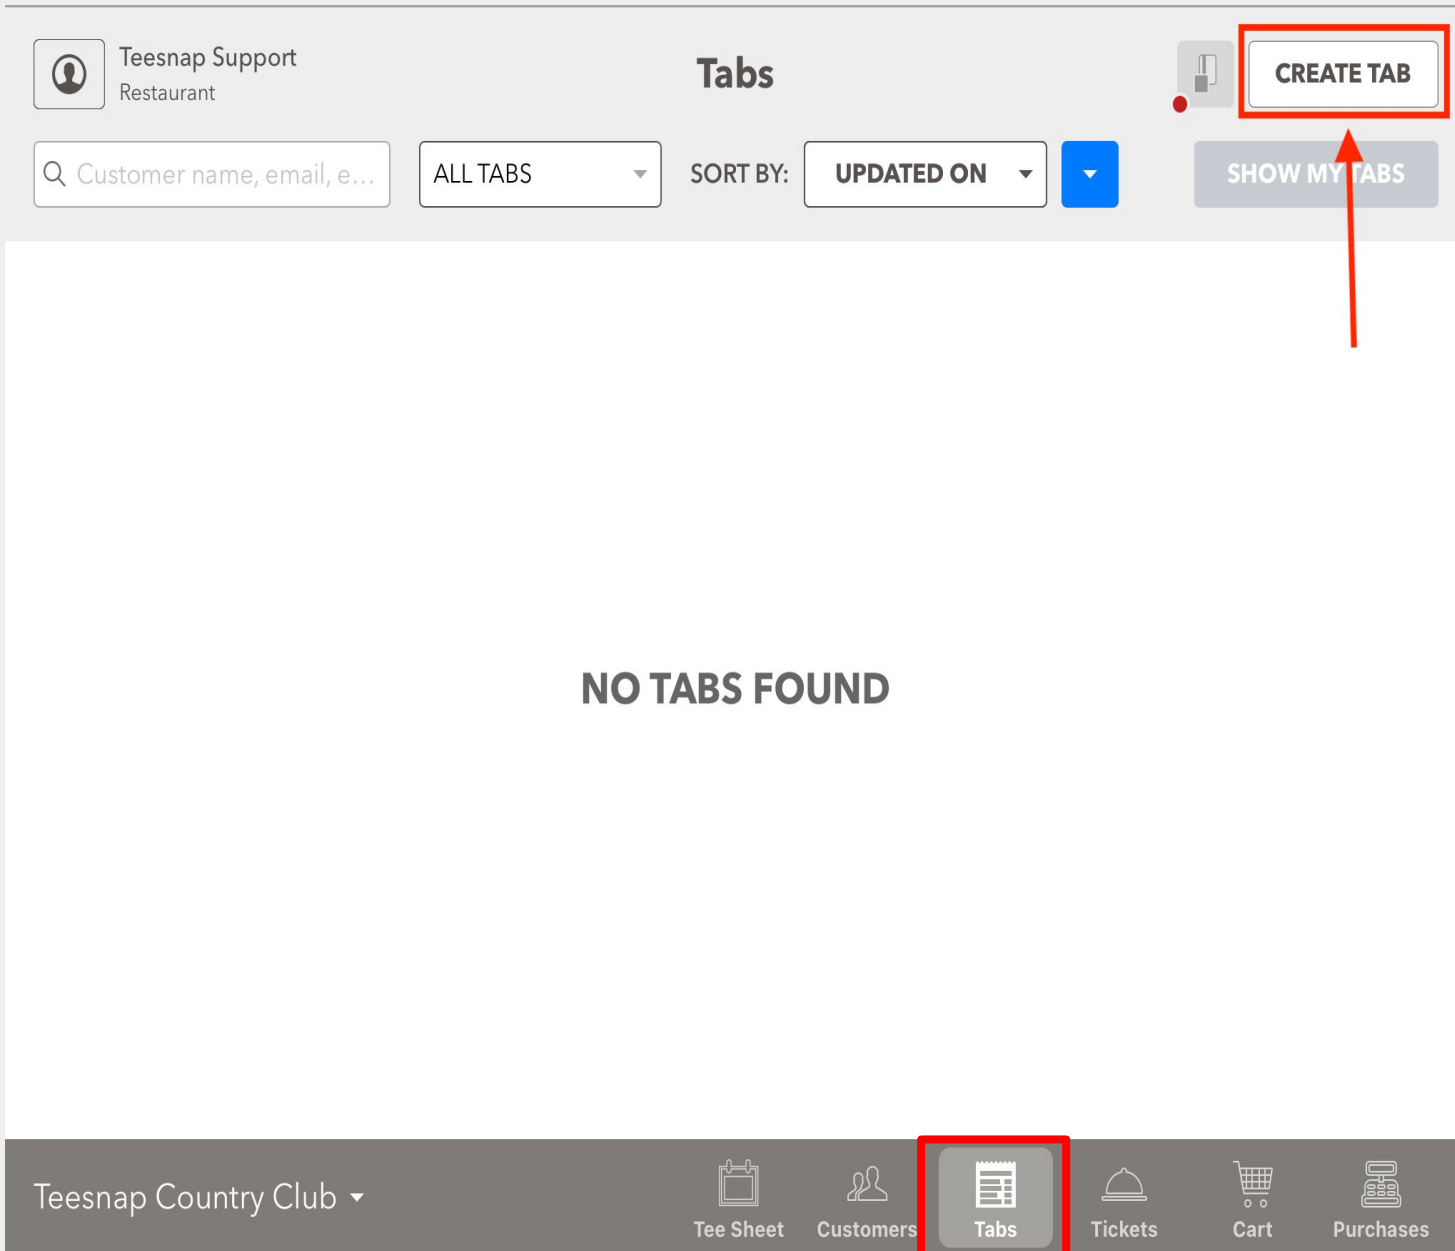 Teesnap Support
Restaurant
Tabs
CREATE TAB
Customer name, email, e...
ALL TABS
SORT BY:
UPDATED ON
SHOW MY TABS
NO TABS FOUND
Teesnap Country Club
Tee Sheet
Customers
Tabs
Tickets
Cart
Purchases